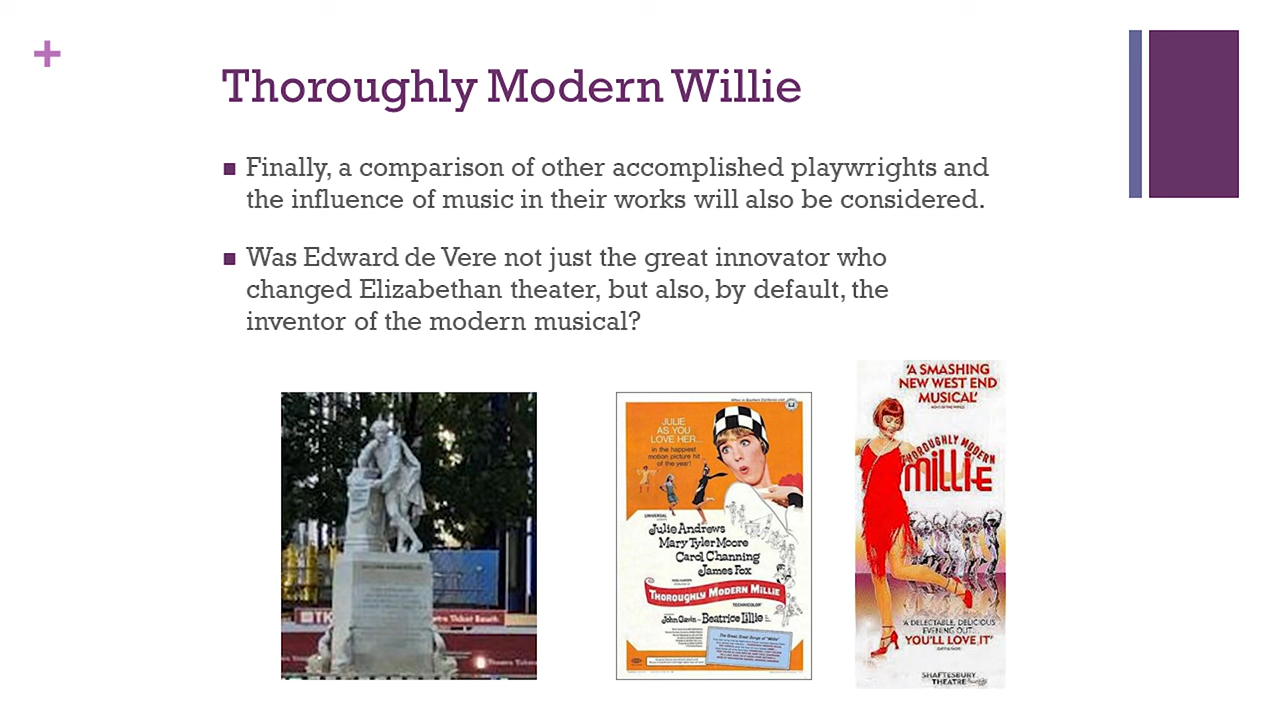 +
Thoroughly Modern Willie
■ Finally, a comparison of other accomplished playwrights and
the influence of music in their works will also be considered.
■ Was Edward de Vere not just the great innovator who
changed Elizabethan theater, but also, by default, the
inventor of the modern musical?
JULIE
AS YOU
LOVE HER...
in the happiest
motion picture hit
of the year!
UNIVERSAL
Julie Andrews
Mary Tyler Moore
Carol Channing
James Fox
THOROUGHLY MODERN MILLIE
TECHNICOLOR
John Gavin Beatrice Lillie
'A SMASHING
NEW WEST END
MUSICAL'
THOROUGHLY MODERN
MILLIE
'A DELECTABLE, DELICIOUS
EVENING OUT...
YOU'LL LOVE IT'
SHAFTESBURY
THEATRE